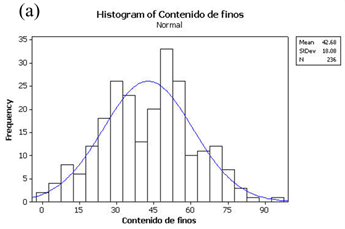 (a)
Histogram of Contenido de finos
Normal
Mean 42.68
StDev 18.08
N 236
Frequency
35
30
25
20
15
10
5
0
0 15 30 45 60 75 90
Contenido de finos